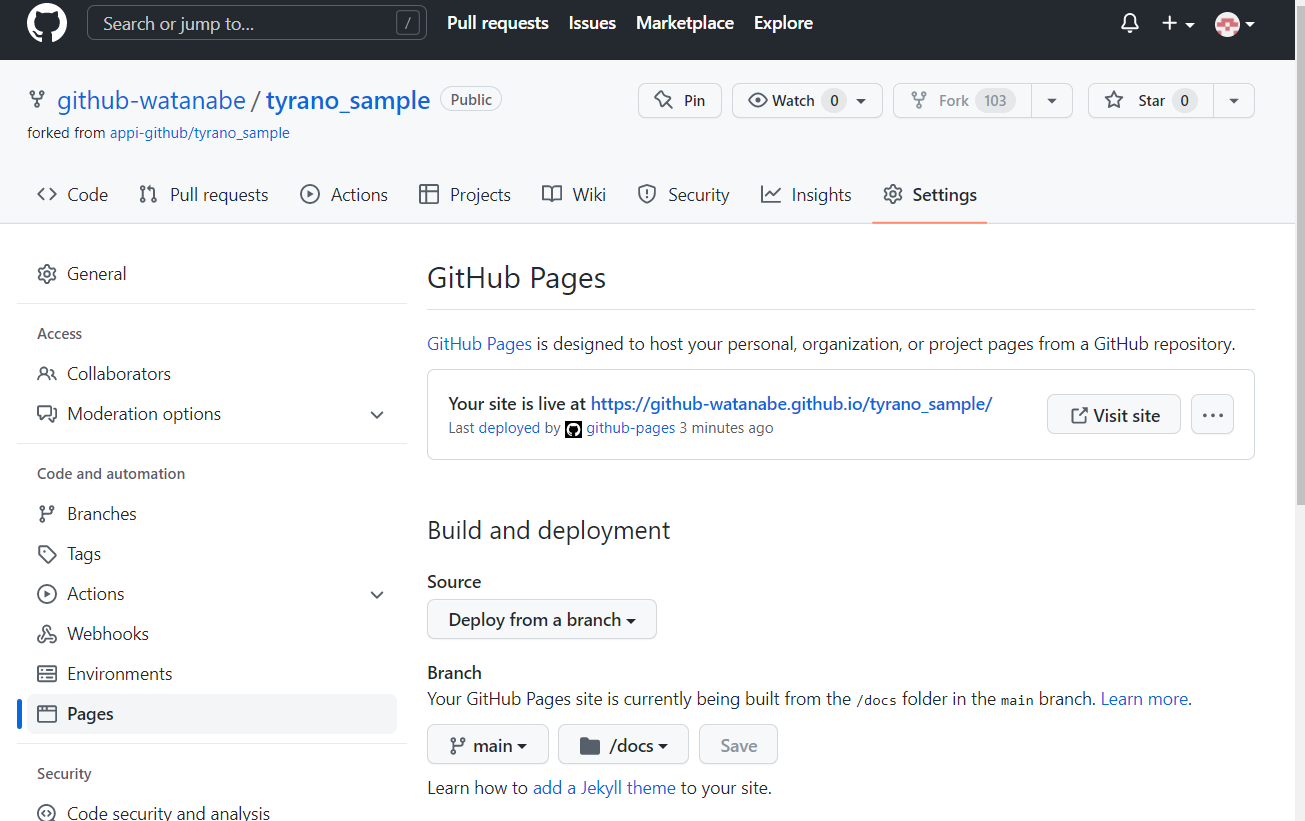 Search or jump to... /
Pull requests Issues Marketplace Explore
github-watanabe / tyrano_sample Public
Pin Watch 0 Fork 103 Star 0
forked from appi-github/tyrano_sample
Code Pull requests Actions Projects Wiki Security Insights Settings
General
Access
Collaborators
Moderation options
Code and automation
Branches
Tags
Actions
Webhooks
Environments
Pages
Security
Code security and analysis
GitHub Pages
GitHub Pages is designed to host your personal, organization, or project pages from a GitHub repository.
Your site is live at https://github-watanabe.github.io/tyrano_sample/
Last deployed by github-pages 3 minutes ago
Visit site
Build and deployment
Source
Deploy from a branch
Branch
Your GitHub Pages site is currently being built from the /docs folder in the main branch. Learn more.
main /docs Save
Learn how to add a Jekyll theme to your site.